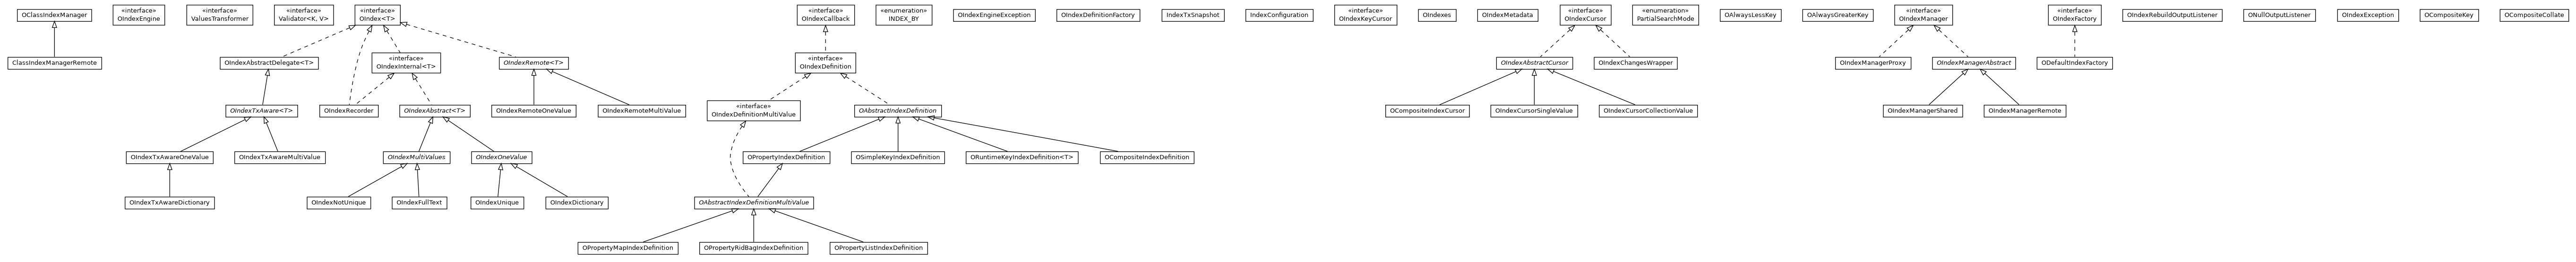 OClassIndexManager
«interface»
OIndexEngine
«interface»
ValuesTransformer
«interface»
Validator<K, V>
«interface»
OIndex<T>
«interface»
OIndexCallback
«enumeration»
INDEX_BY
OIndexEngineException
OIndexDefinitionFactory
IndexTxSnapshot
IndexConfiguration
«interface»
OIndexKeyCursor
OIndexes
OIndexMetadata
«interface»
OIndexCursor
«enumeration»
PartialSearchMode
OAlwaysLessKey
OAlwaysGreaterKey
«interface»
OIndexManager
«interface»
OIndexFactory
OIndexRebuildOutputListener
ONullOutputListener
OIndexException
OCompositeKey
OCompositeCollate
ClassIndexManagerRemote
OIndexAbstractDelegate<T>
«interface»
OIndexInternal<T>
OIndexRemote<T>
«interface»
OIndexDefinition
OIndexAbstractCursor
OIndexChangesWrapper
OIndexManagerProxy
OIndexManagerAbstract
ODefaultIndexFactory
OIndexTxAware<T>
OIndexRecorder
OIndexAbstract<T>
OIndexRemoteOneValue
OIndexRemoteMultiValue
«interface»
OIndexDefinitionMultiValue
OAbstractIndexDefinition
OCompositeIndexCursor
OIndexCursorSingleValue
OIndexCursorCollectionValue
OIndexManagerShared
OIndexManagerRemote
OIndexTxAwareOneValue
OIndexTxAwareMultiValue
OIndexMultiValues
OIndexOneValue
OPropertyIndexDefinition
OSimpleKeyIndexDefinition
ORuntimeKeyIndexDefinition<T>
OCompositeIndexDefinition
OIndexTxAwareDictionary
OIndexNotUnique
OIndexFullText
OIndexUnique
OIndexDictionary
OAbstractIndexDefinitionMultiValue
OPropertyMapIndexDefinition
OPropertyRidBagIndexDefinition
OPropertyListIndexDefinition